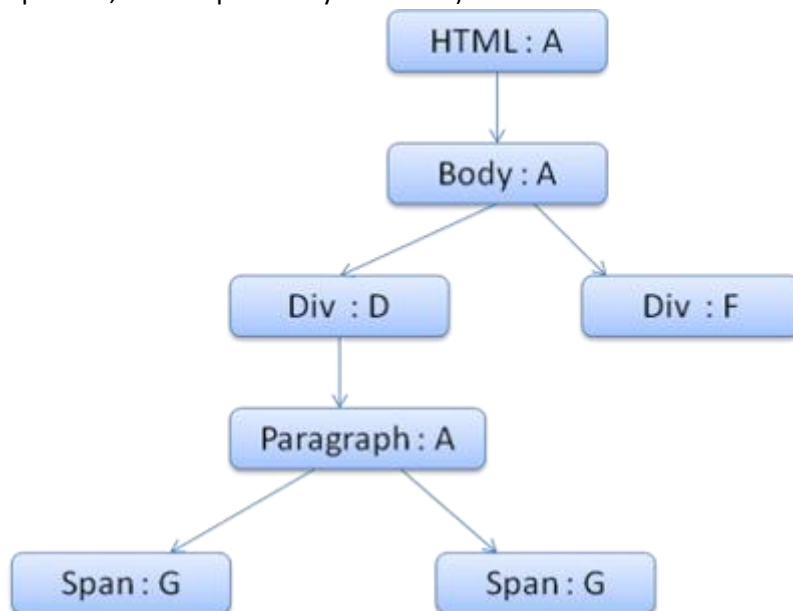 HTML : A
Body : A
Div : D
Div : F
Paragraph : A
Span : G
Span : G